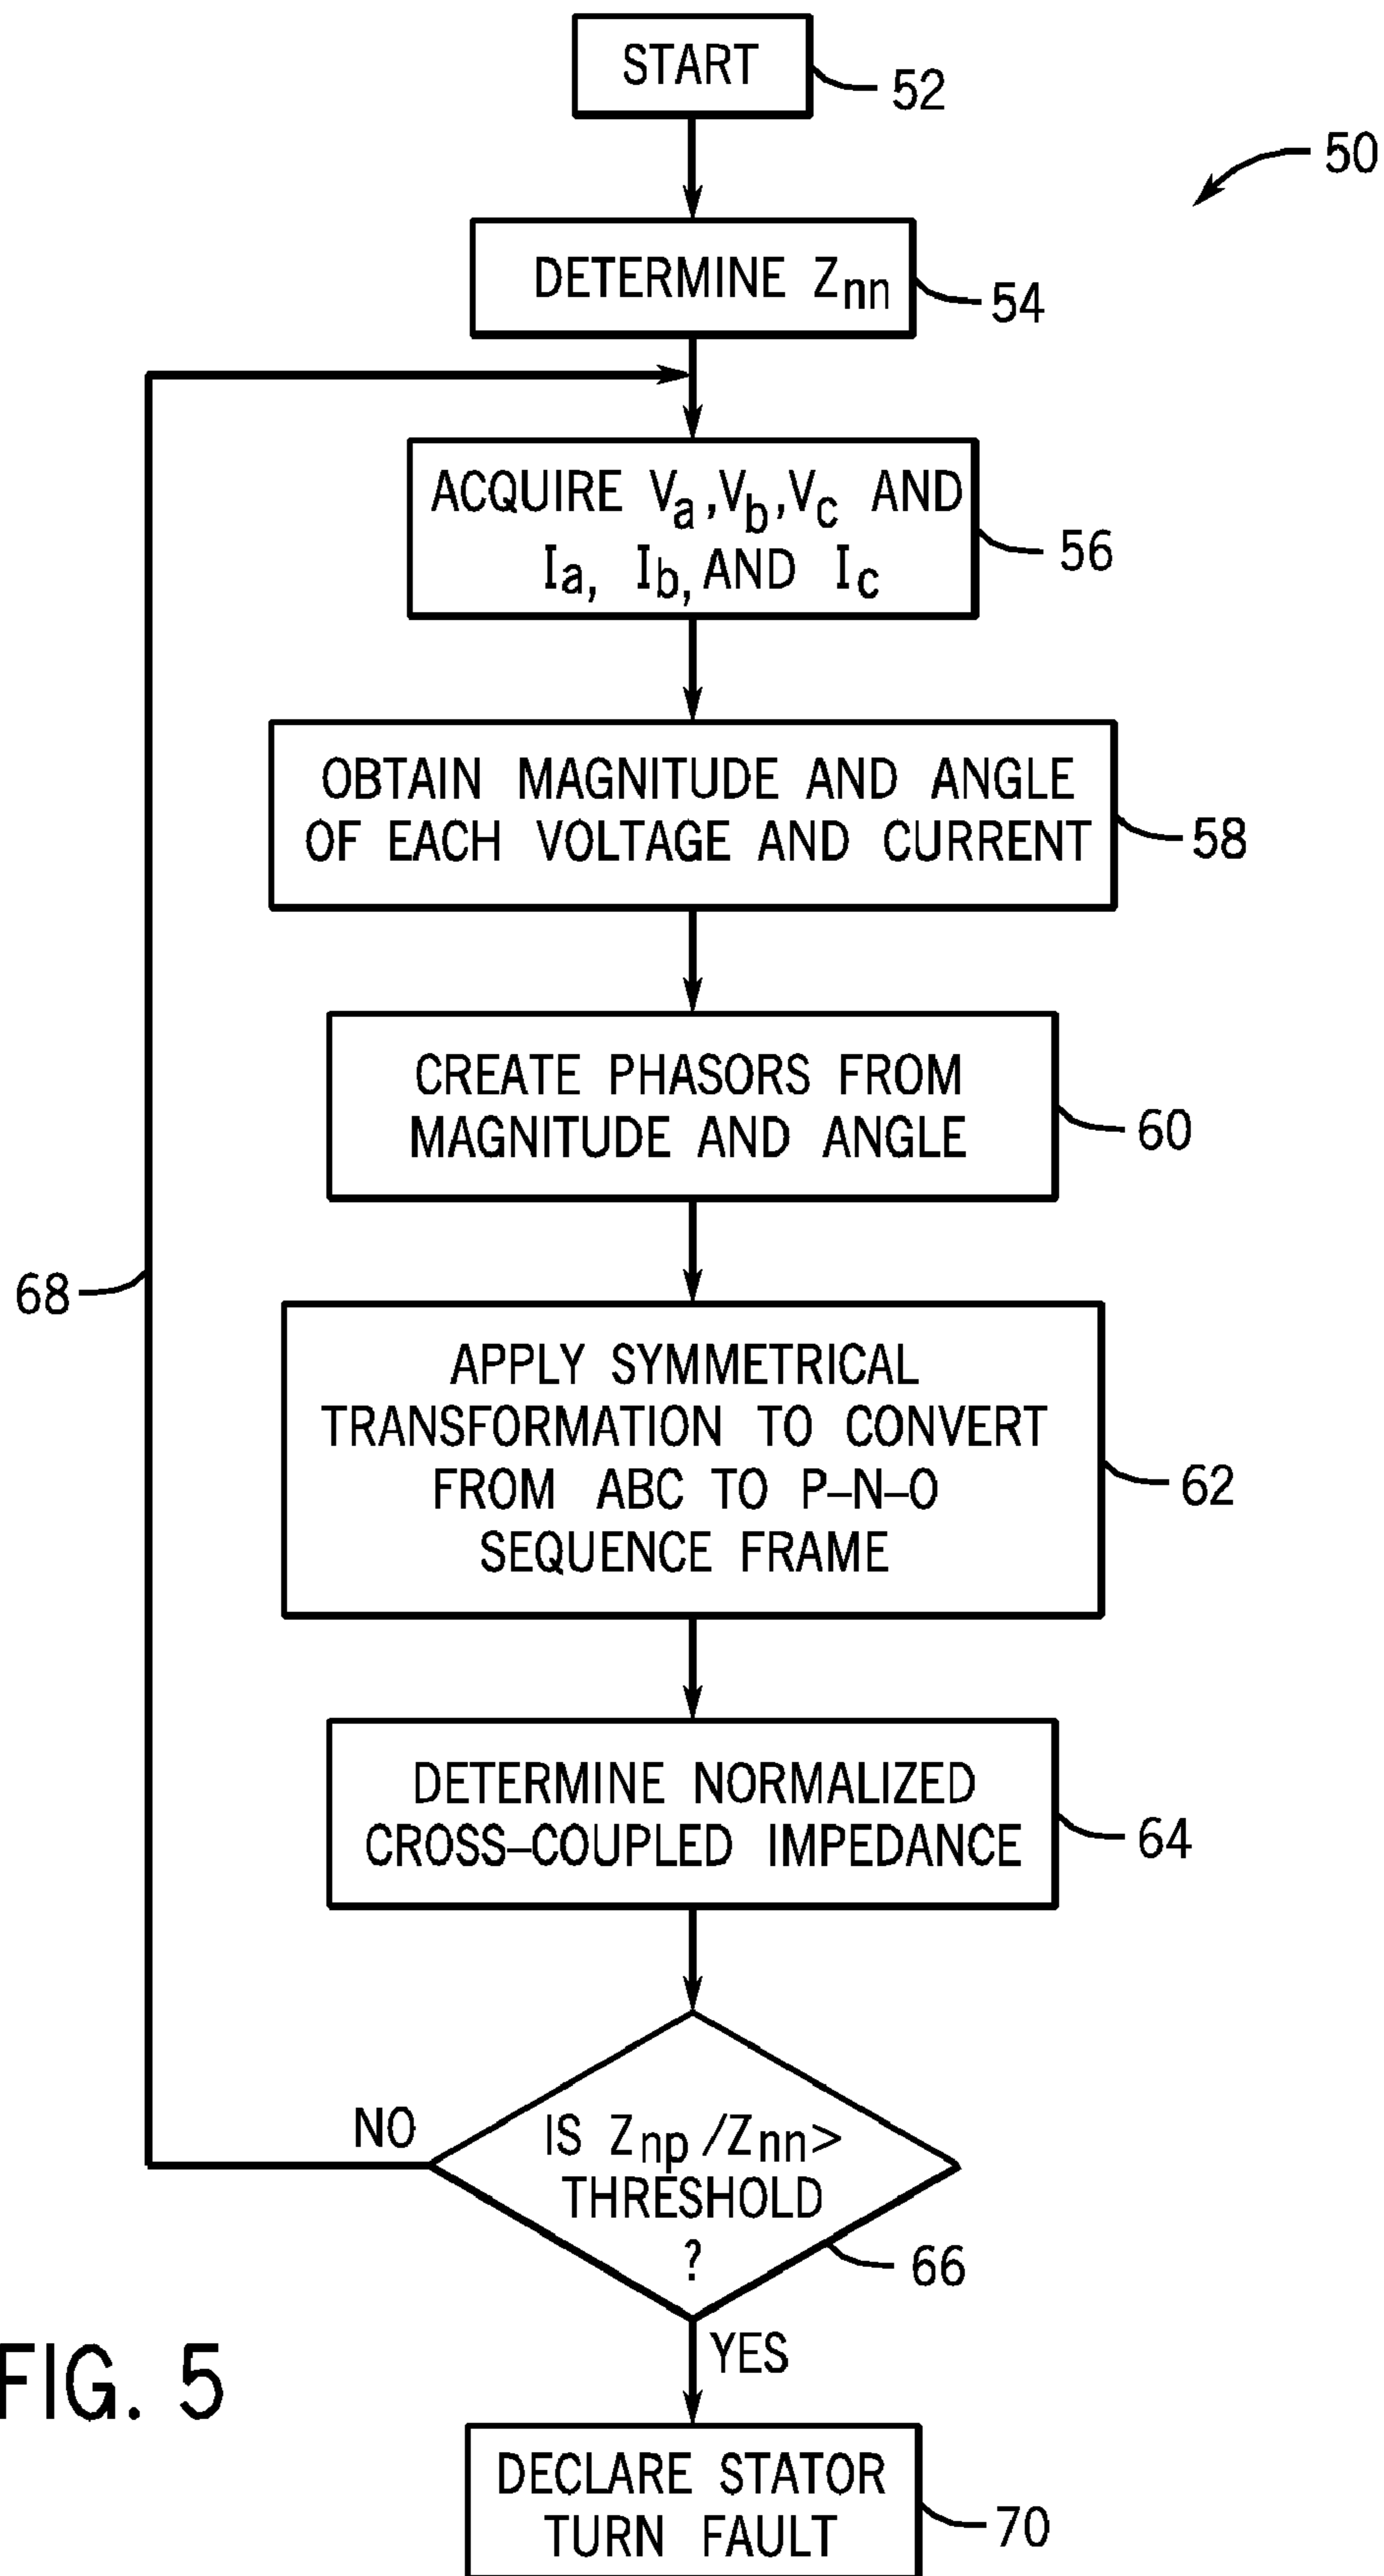 START
52
50
DETERMINE Znn
54
ACQUIRE Va,Vb,Vc AND
Ia, Ib, AND Ic
56
OBTAIN MAGNITUDE AND ANGLE
OF EACH VOLTAGE AND CURRENT
58
CREATE PHASORS FROM
MAGNITUDE AND ANGLE
60
68
APPLY SYMMETRICAL
TRANSFORMATION TO CONVERT
FROM ABC TO P–N–O
SEQUENCE FRAME
62
DETERMINE NORMALIZED
CROSS–COUPLED IMPEDANCE
64
NO
IS Znp/Znn>
THRESHOLD
?
66
YES
FIG. 5
DECLARE STATOR
TURN FAULT
70